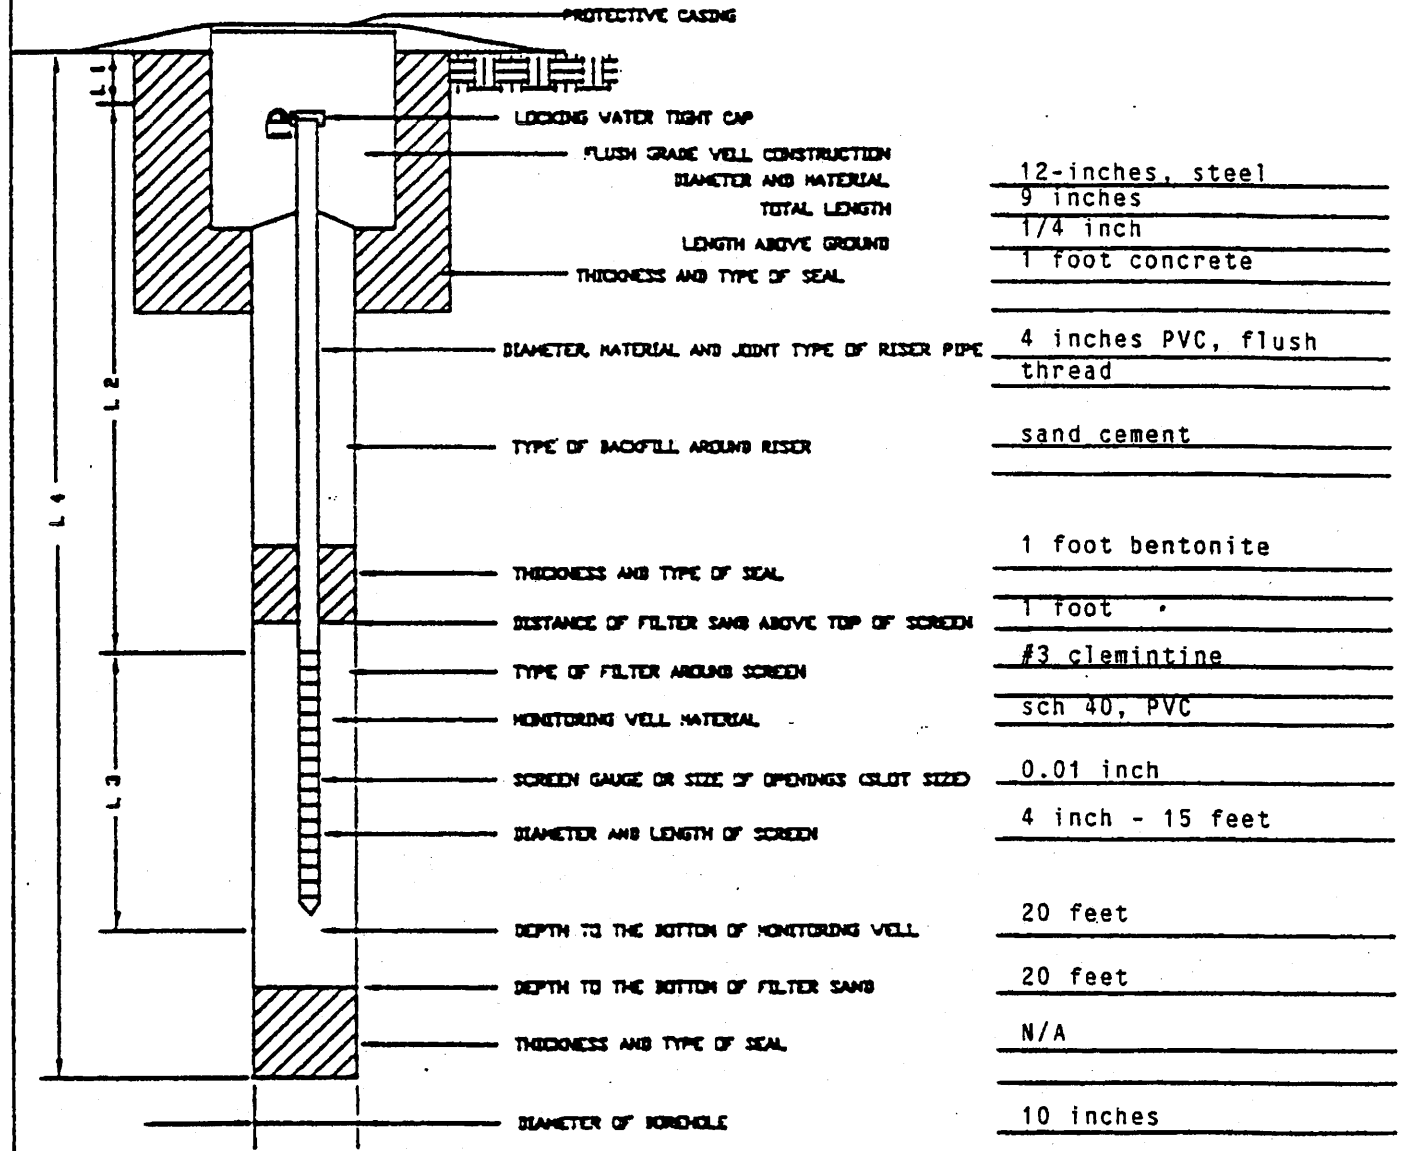 PROTECTIVE CASING
L 1
LOCKING WATER TIGHT CAP
FLUSH GRADE WELL CONSTRUCTION
DIAMETER AND MATERIAL 12-inches, steel
TOTAL LENGTH 9 inches
LENGTH ABOVE GROUND 1/4 inch
THICKNESS AND TYPE OF SEAL 1 foot concrete
DIAMETER, MATERIAL AND JOINT TYPE OF RISER PIPE 4 inches PVC, flush
thread
L 2
TYPE OF BACKFILL AROUND RISER sand cement
L 4
THICKNESS AND TYPE OF SEAL 1 foot bentonite
DISTANCE OF FILTER SAND ABOVE TOP OF SCREEN 1 foot
TYPE OF FILTER AROUND SCREEN #3 clemintine
MONITORING WELL MATERIAL sch 40, PVC
L 3
SCREEN GAUGE OR SIZE OF OPENINGS (SLOT SIZE) 0.01 inch
DIAMETER AND LENGTH OF SCREEN 4 inch - 15 feet
DEPTH TO THE BOTTOM OF MONITORING WELL 20 feet
DEPTH TO THE BOTTOM OF FILTER SAND 20 feet
THICKNESS AND TYPE OF SEAL N/A
DIAMETER OF BOREHOLE 10 inches